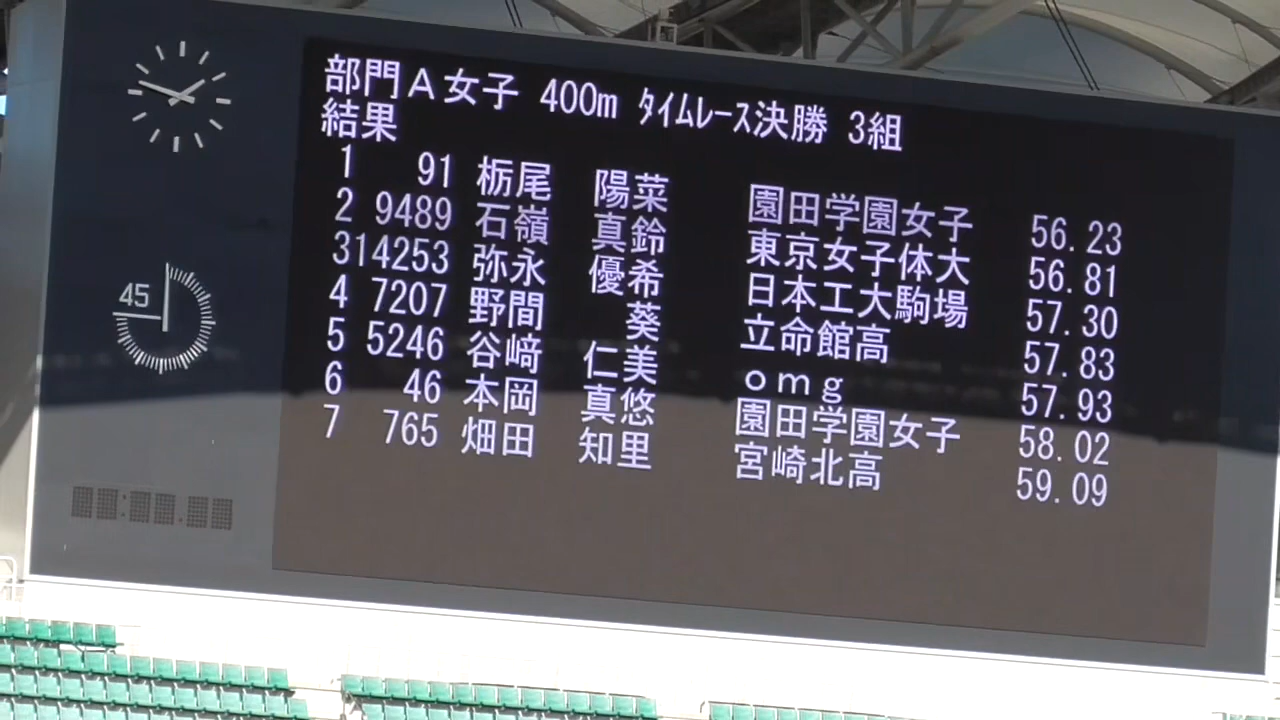 部門A女子 400m ﾀｲﾑﾚｰｽ決勝 3組
結果
1 91 栃尾 陽菜 園田学園女子 56.23
2 9489 石嶺 真鈴 東京女子体大 56.81
314253 弥永 優希 日本工大駒場 57.30
4 7207 野間 葵 立命館高 57.83
5 5246 谷﨑 仁美 ｏｍｇ 57.93
6 46 本岡 真悠 園田学園女子 58.02
7 765 畑田 知里 宮崎北高 59.09
45